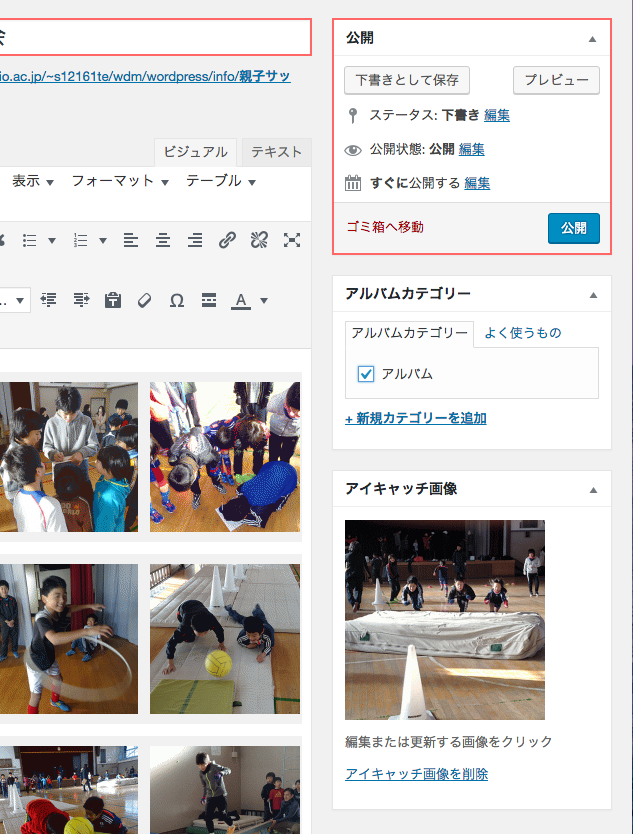 会
io.ac.jp/~s12161te/wdm/wordpress/info/親子サッ
ビジュアル テキスト
表示 ▼ フォーマット ▼ テーブル ▼
A
公開
下書きとして保存 プレビュー
ステータス: 下書き 編集
公開状態: 公開 編集
すぐに公開する 編集
ゴミ箱へ移動 公開
アルバムカテゴリー
アルバムカテゴリー よく使うもの
アルバム
+ 新規カテゴリーを追加
アイキャッチ画像
編集または更新する画像をクリック
アイキャッチ画像を削除